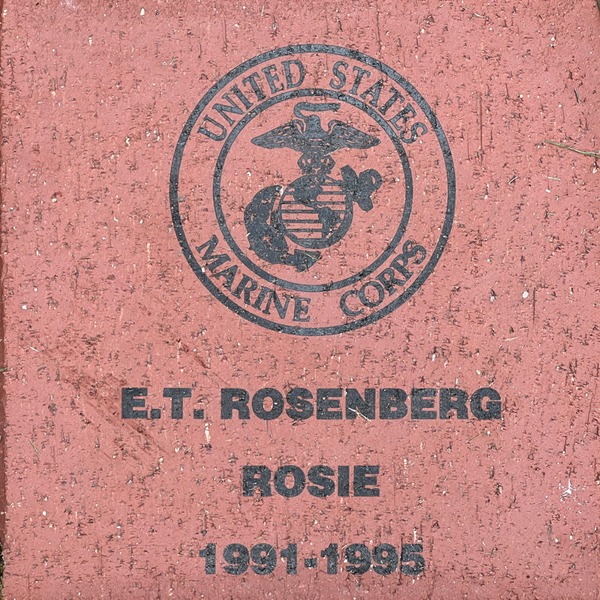 UNITED STATES
MARINE CORPS
E.T. ROSENBERG
ROSIE
1991-1995